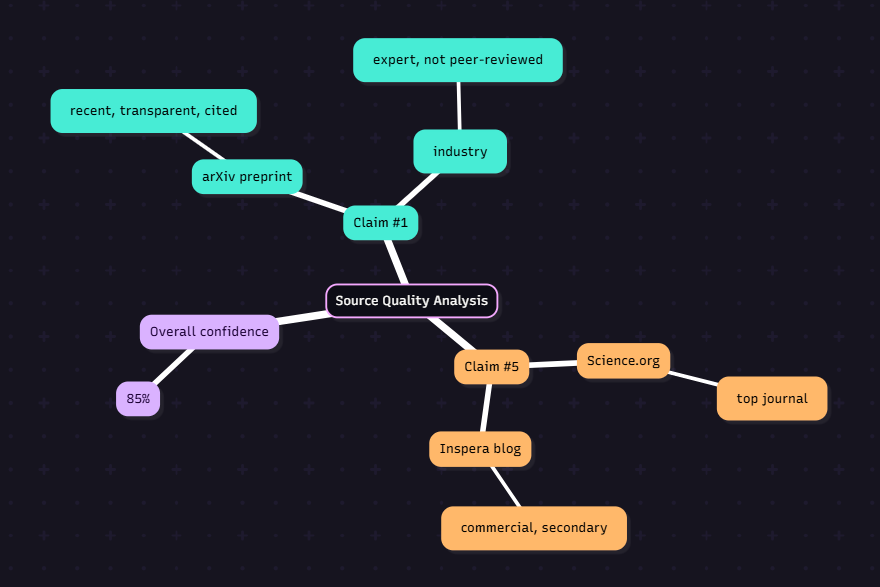 expert, not peer-reviewed
recent, transparent, cited
industry
arXiv preprint
Claim #1
Source Quality Analysis
Overall confidence
Claim #5
Science.org
85%
top journal
Inspera blog
commercial, secondary